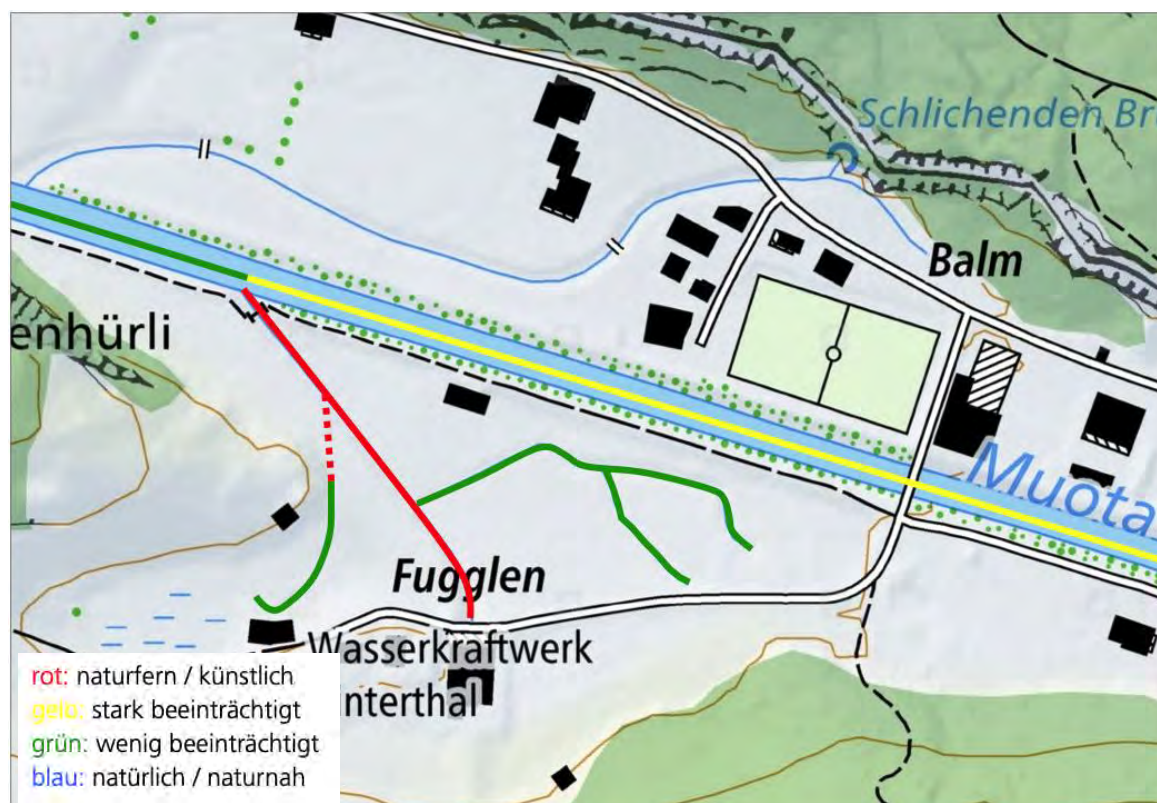 Schlichenden Br
Balm
enhürli
Muota
Fugglen
Wasserkraftwerk
interthal
rot: naturfern / künstlich
gelb: stark beeinträchtigt
grün: wenig beeinträchtigt
blau: natürlich / naturnah